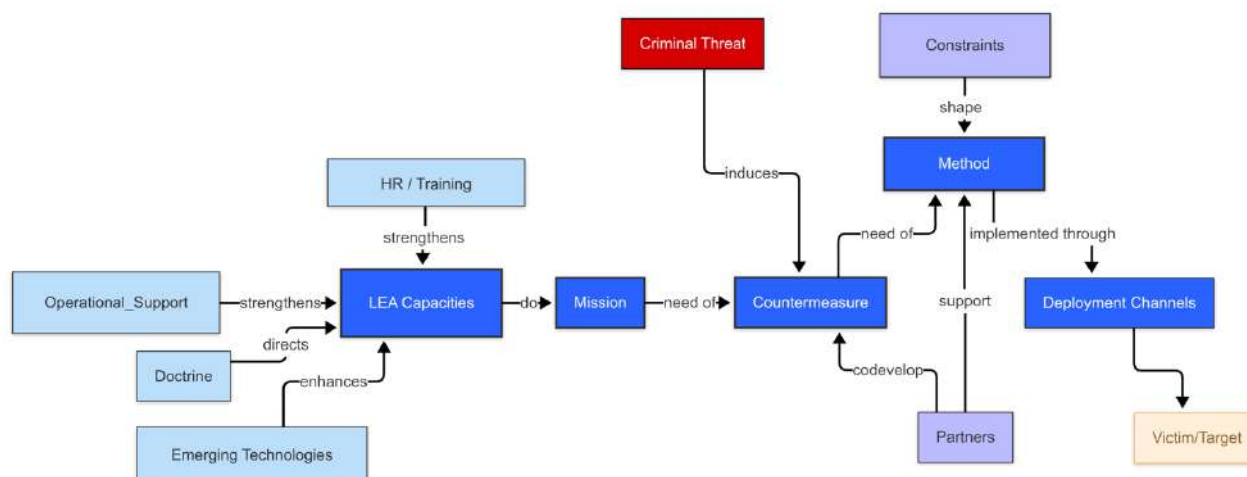 Criminal Threat
Constraints
shape
Method
HR / Training
induces
strengthens
need of
implemented through
Operational_Support
strengthens
LEA Capacities
do
Mission
need of
Countermeasure
support
Deployment Channels
directs
Doctrine
enhances
codevelop
Emerging Technologies
Partners
Victim/Target